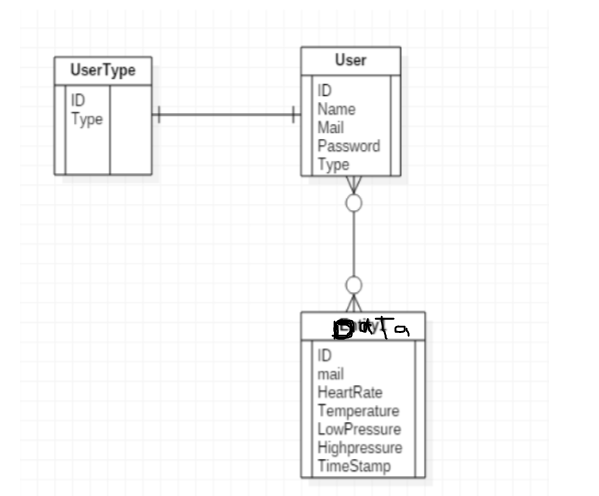 UserType
ID
Type
User
ID
Name
Mail
Password
Type
DaTa
ID
mail
HeartRate
Temperature
LowPressure
Highpressure
TimeStamp